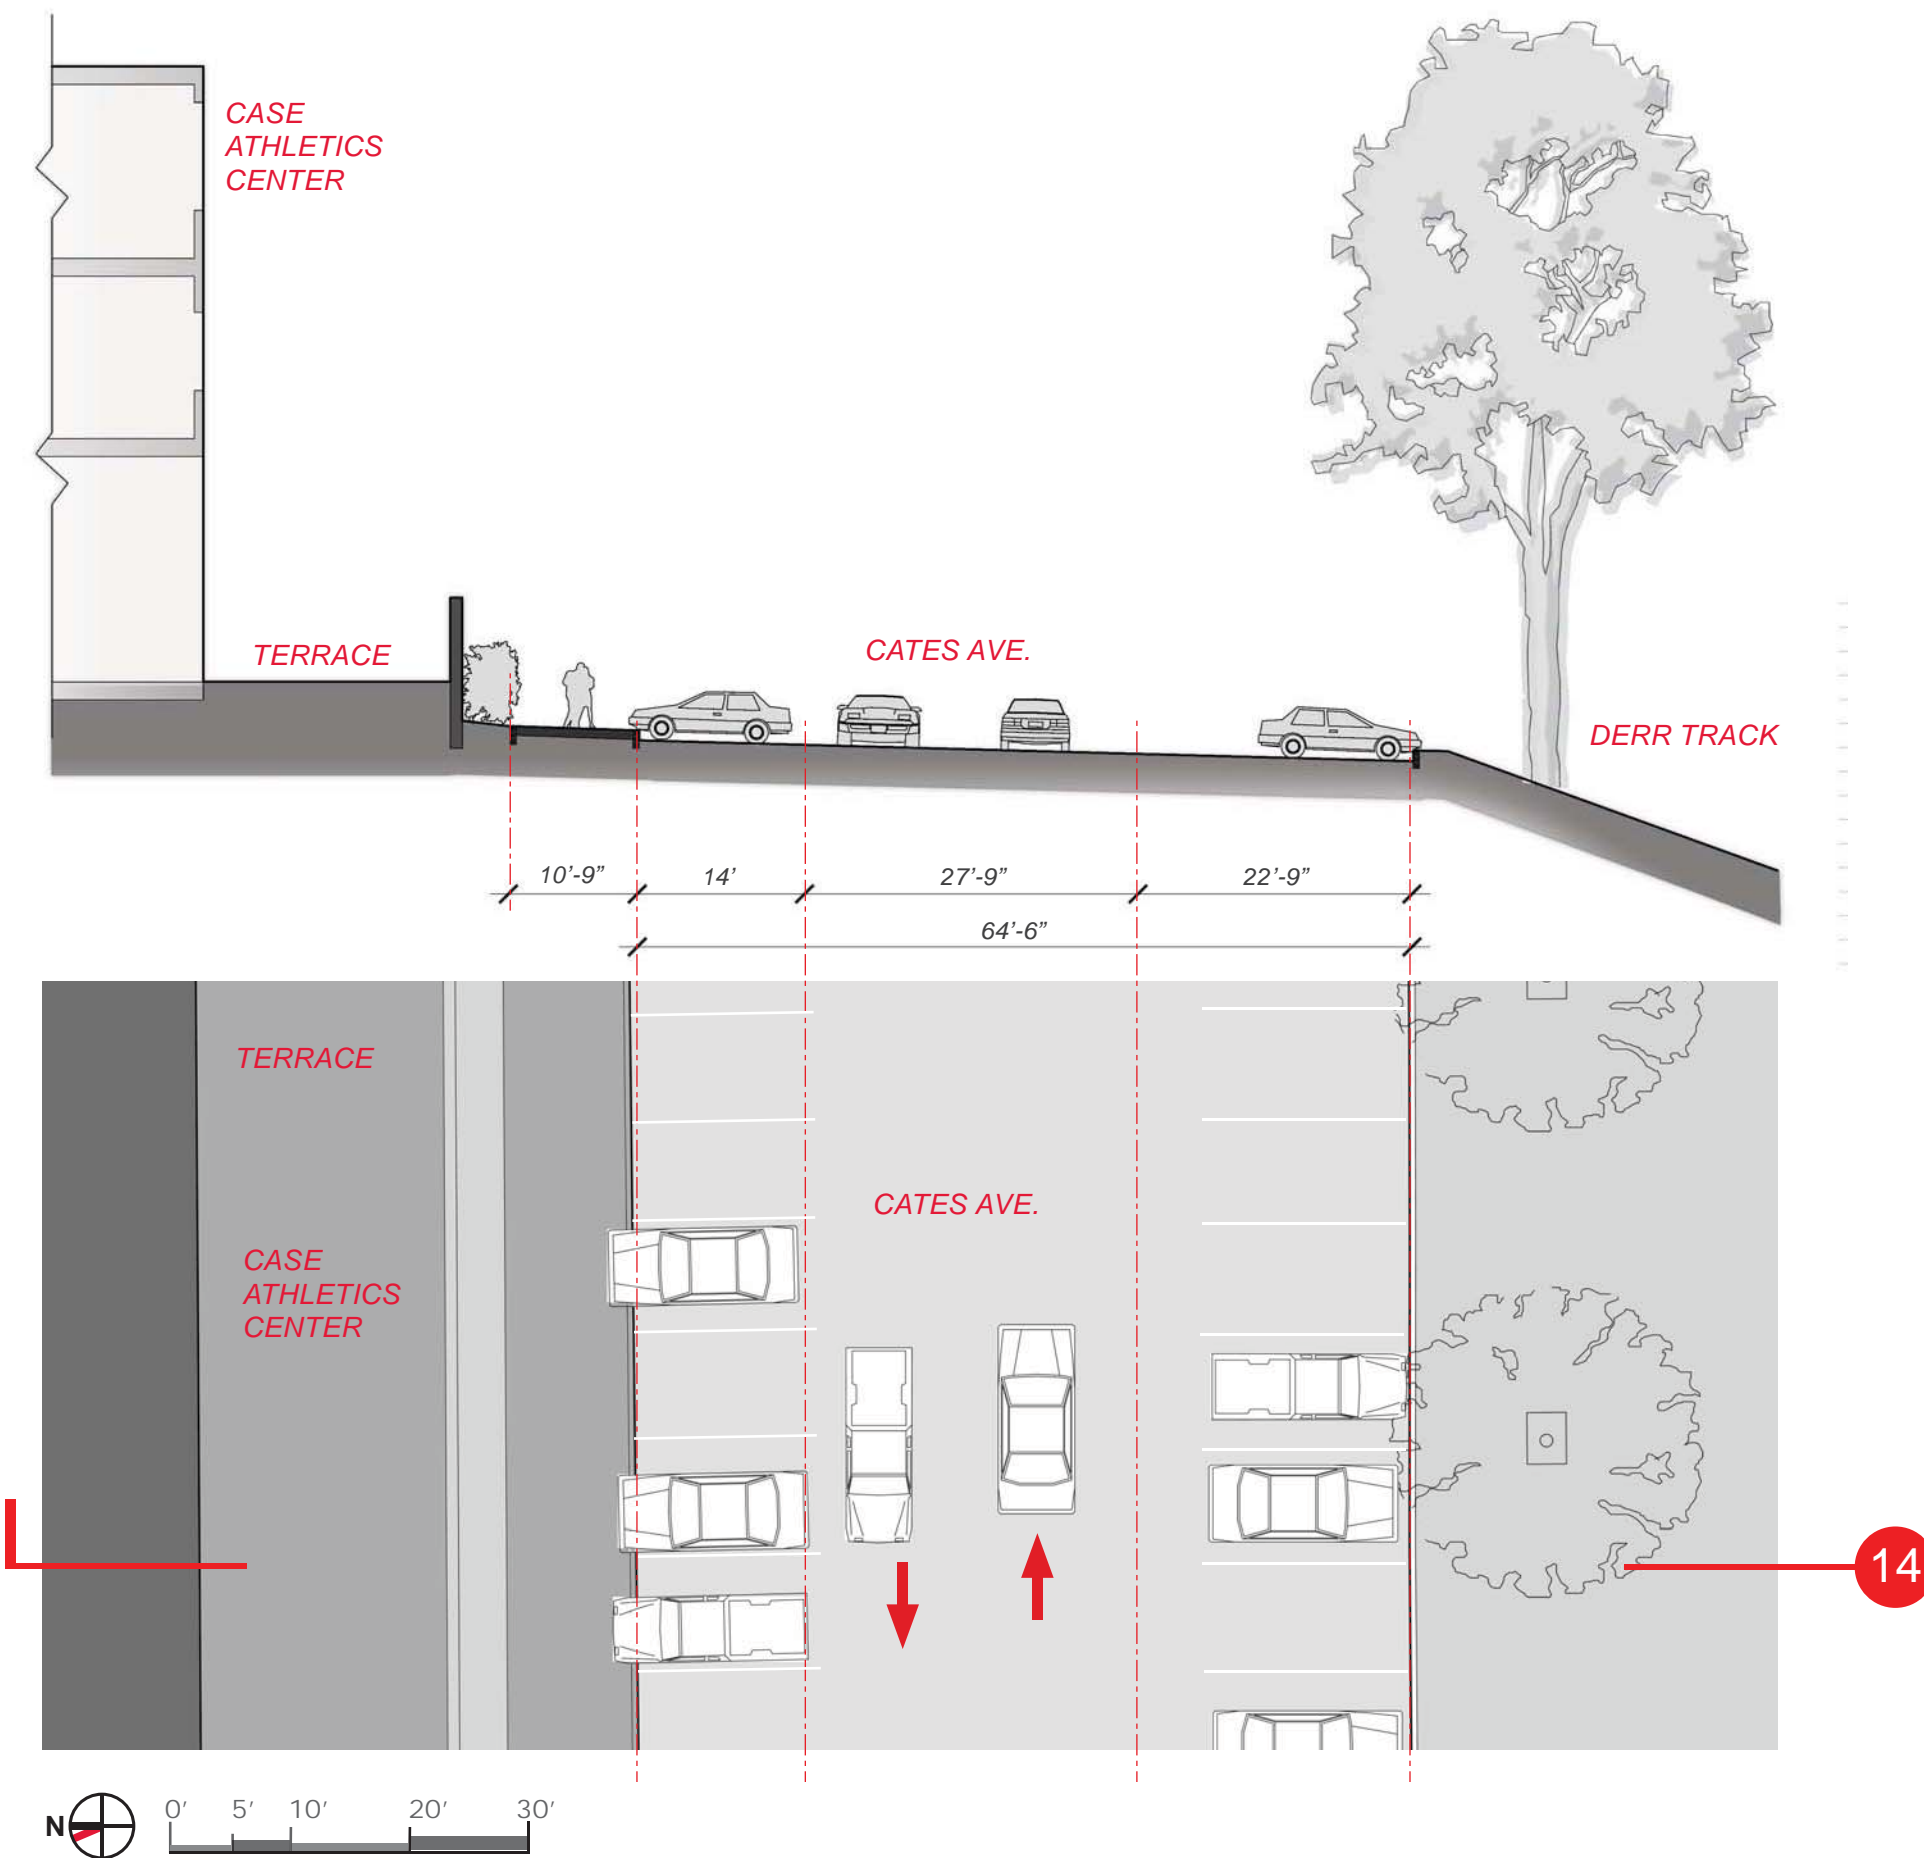 CASE
ATHLETICS
CENTER
TERRACE
CATES AVE.
DERR TRACK
10'-9”
14'
27'-9”
22'-9”
64'-6”
TERRACE
CATES AVE.
CASE
ATHLETICS
CENTER
14
N
0' 5' 10' 20' 30'